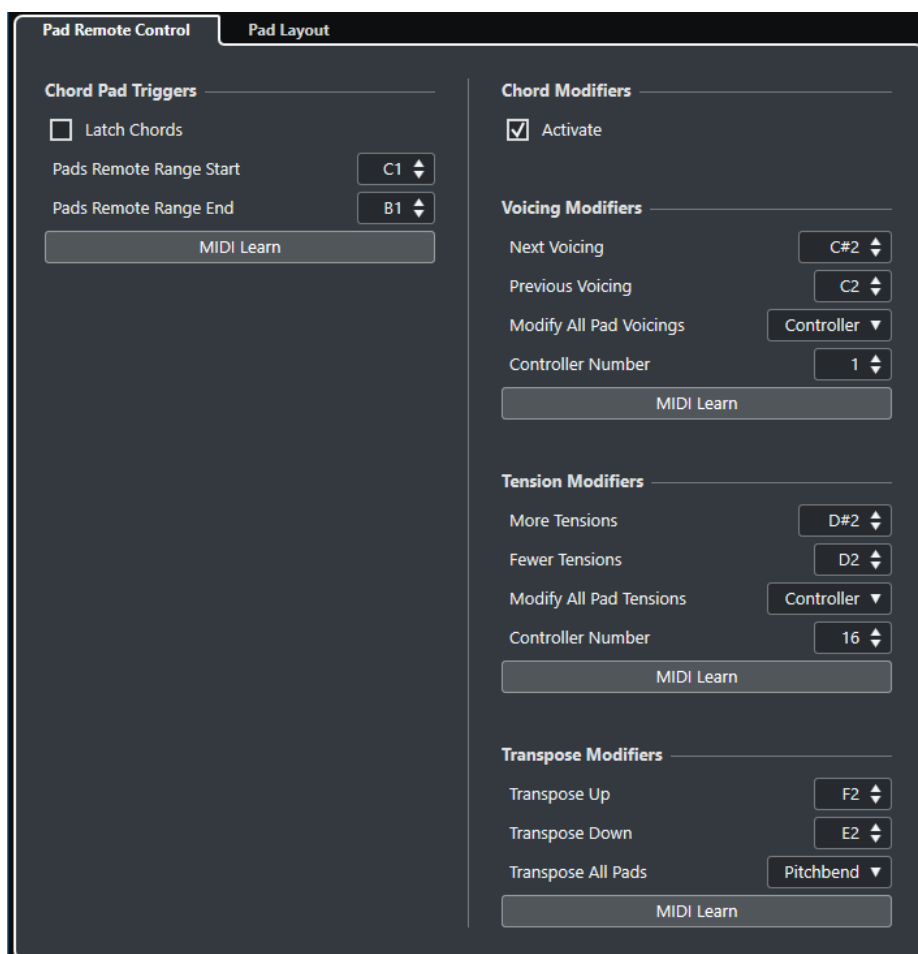 Pad Remote Control
Pad Layout
Chord Pad Triggers
Latch Chords
Pads Remote Range Start C1
Pads Remote Range End B1
MIDI Learn
Chord Modifiers
Activate
Voicing Modifiers
Next Voicing C#2
Previous Voicing C2
Modify All Pad Voicings Controller
Controller Number 1
MIDI Learn
Tension Modifiers
More Tensions D#2
Fewer Tensions D2
Modify All Pad Tensions Controller
Controller Number 16
MIDI Learn
Transpose Modifiers
Transpose Up F2
Transpose Down E2
Transpose All Pads Pitchbend
MIDI Learn